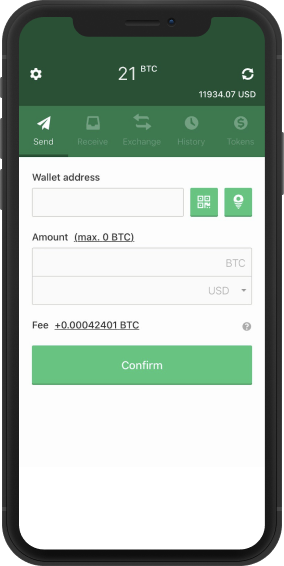 21 BTC
11934.07 USD
Send Receive Exchange History Tokens
Wallet address
Amount (max. 0 BTC)
BTC
USD
Fee +0.00042401 BTC
Confirm